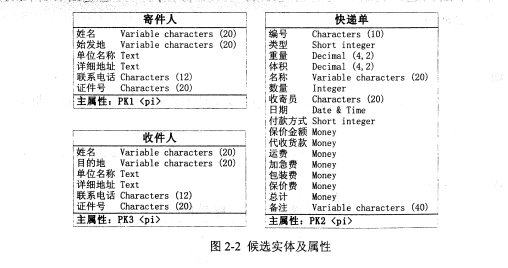 寄件人
姓名 Variable characters (20)
始发地 Variable characters (20)
单位名称 Text
详细地址 Text
联系电话 Characters (12)
证件号 Characters (20)
主属性：PK1 <pi>
收件人
姓名 Variable characters (20)
目的地 Variable characters (20)
单位名称 Text
详细地址 Text
联系电话 Characters (12)
证件号 Characters (20)
主属性：PK3 <pi>
快递单
编号 Characters (10)
类型 Short integer
重量 Decimal (4,2)
体积 Decimal (4,2)
名称 Variable characters (20)
数量 Integer
收寄员 Characters (20)
日期 Date & Time
付款方式 Short integer
保价金额 Money
代收货款 Money
运费 Money
加急费 Money
包装费 Money
保价费 Money
总计 Money
备注 Variable characters (40)
主属性：PK2 <pi>
图 2-2 候选实体及属性